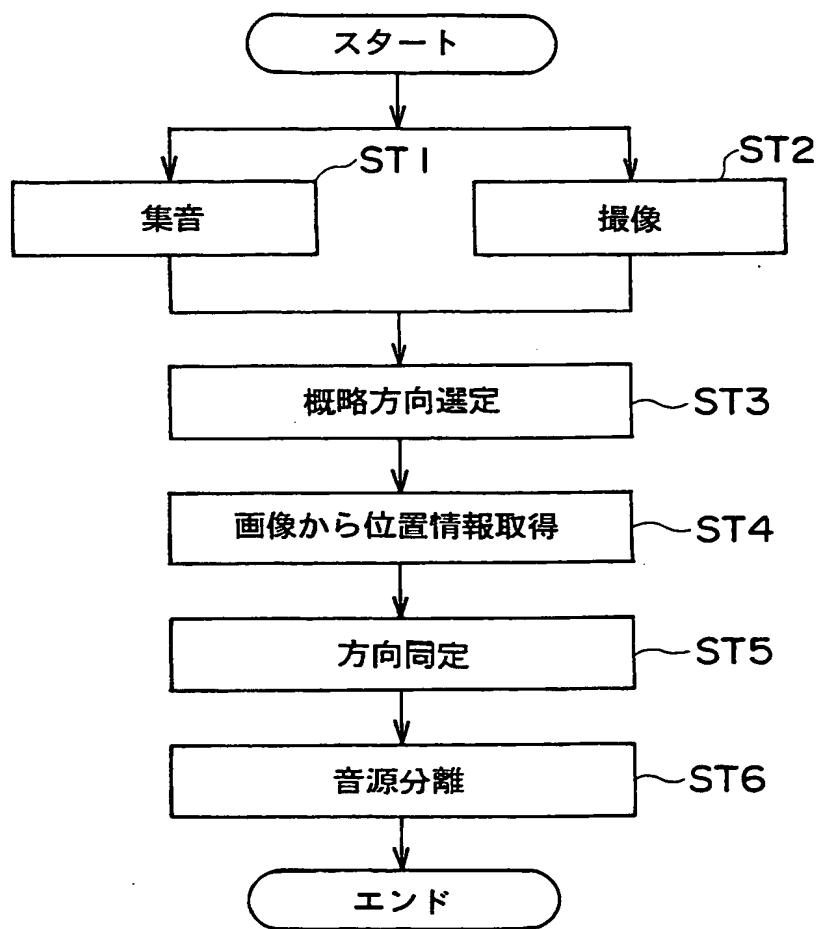 スタート
ST1
ST2
集音
撮像
概略方向選定
ST3
画像から位置情報取得
ST4
方向同定
ST5
音源分離
ST6
エンド